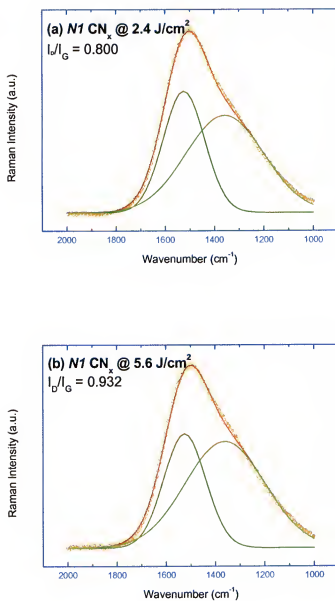 (a) N1 CNx @ 2.4 J/cm2
ID/IG = 0.800
Raman Intensity (a.u.)
2000 1800 1600 1400 1200 1000
Wavenumber (cm-1)
(b) N1 CNx @ 5.6 J/cm2
ID/IG = 0.932
Raman Intensity (a.u.)
2000 1800 1600 1400 1200 1000
Wavenumber (cm-1)